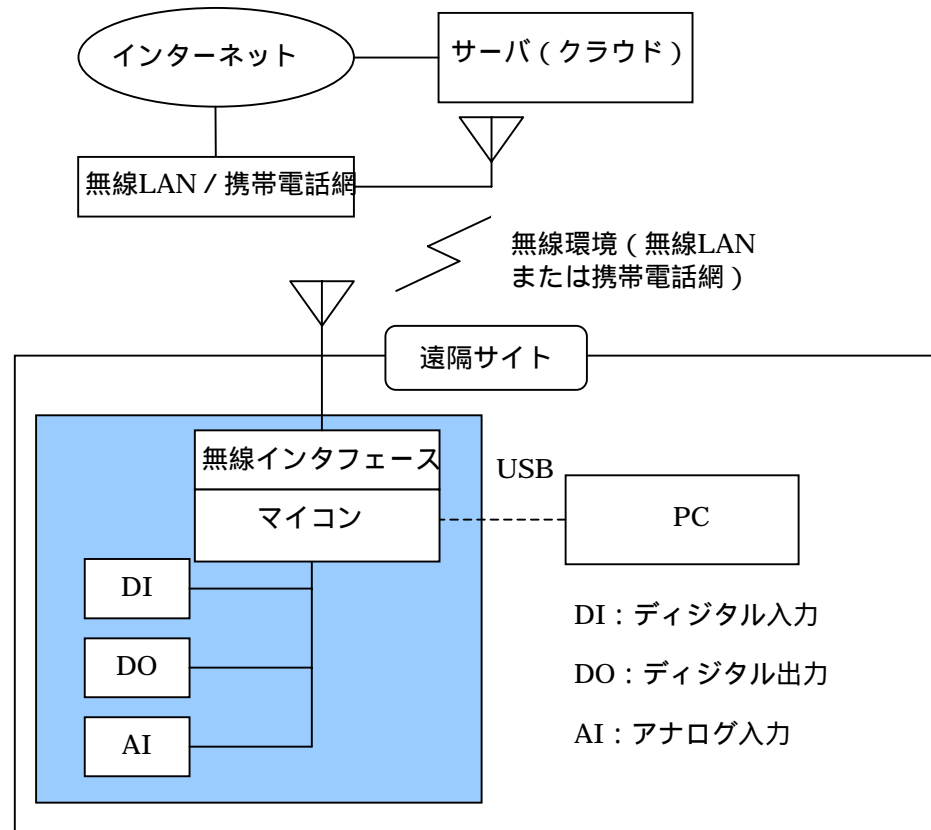 インターネット
サーバ（クラウド）
無線LAN／携帯電話網
無線環境（無線LAN
または携帯電話網）
遠隔サイト
無線インタフェース
USB
マイコン
PC
DI
DI：ディジタル入力
DO
DO：ディジタル出力
AI
AI：アナログ入力